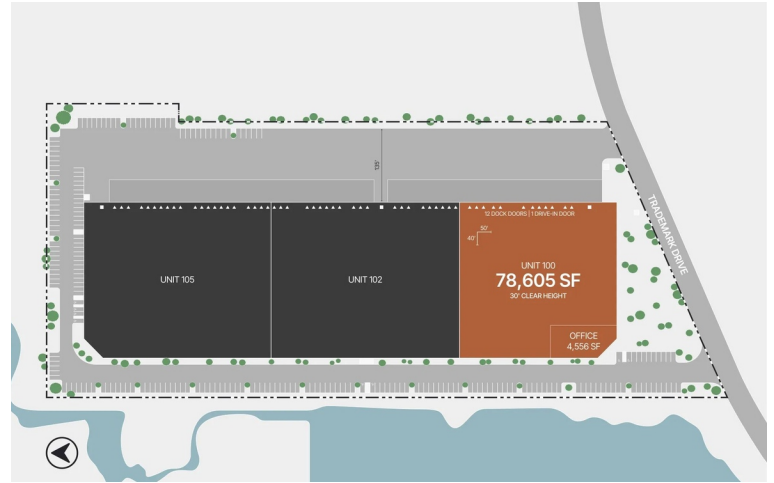 135'
12 DOCK DOORS | 1 DRIVE-IN DOOR
50'
40'
UNIT 105
UNIT 102
UNIT 100
78,605 SF
30' CLEAR HEIGHT
OFFICE
4,556 SF
TRADEMARK DRIVE